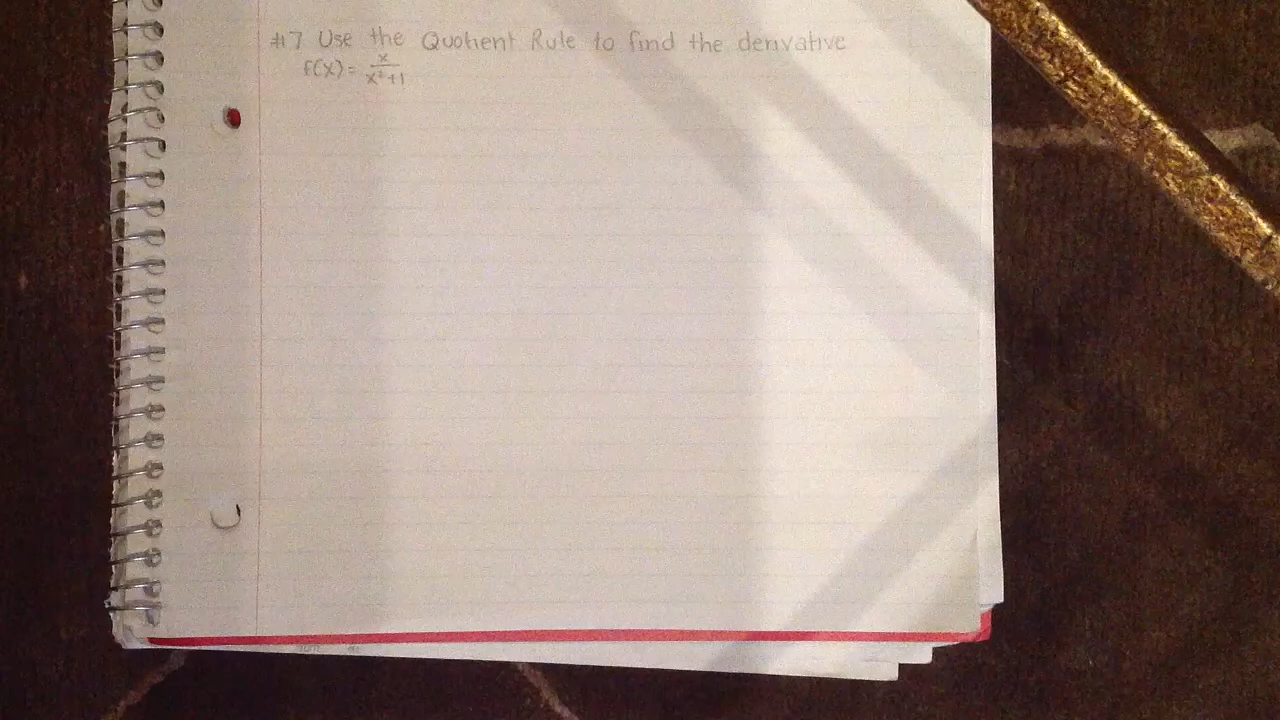 #7 Use the Quotient Rule to find the derivative
f(x) = x/(x²+1)